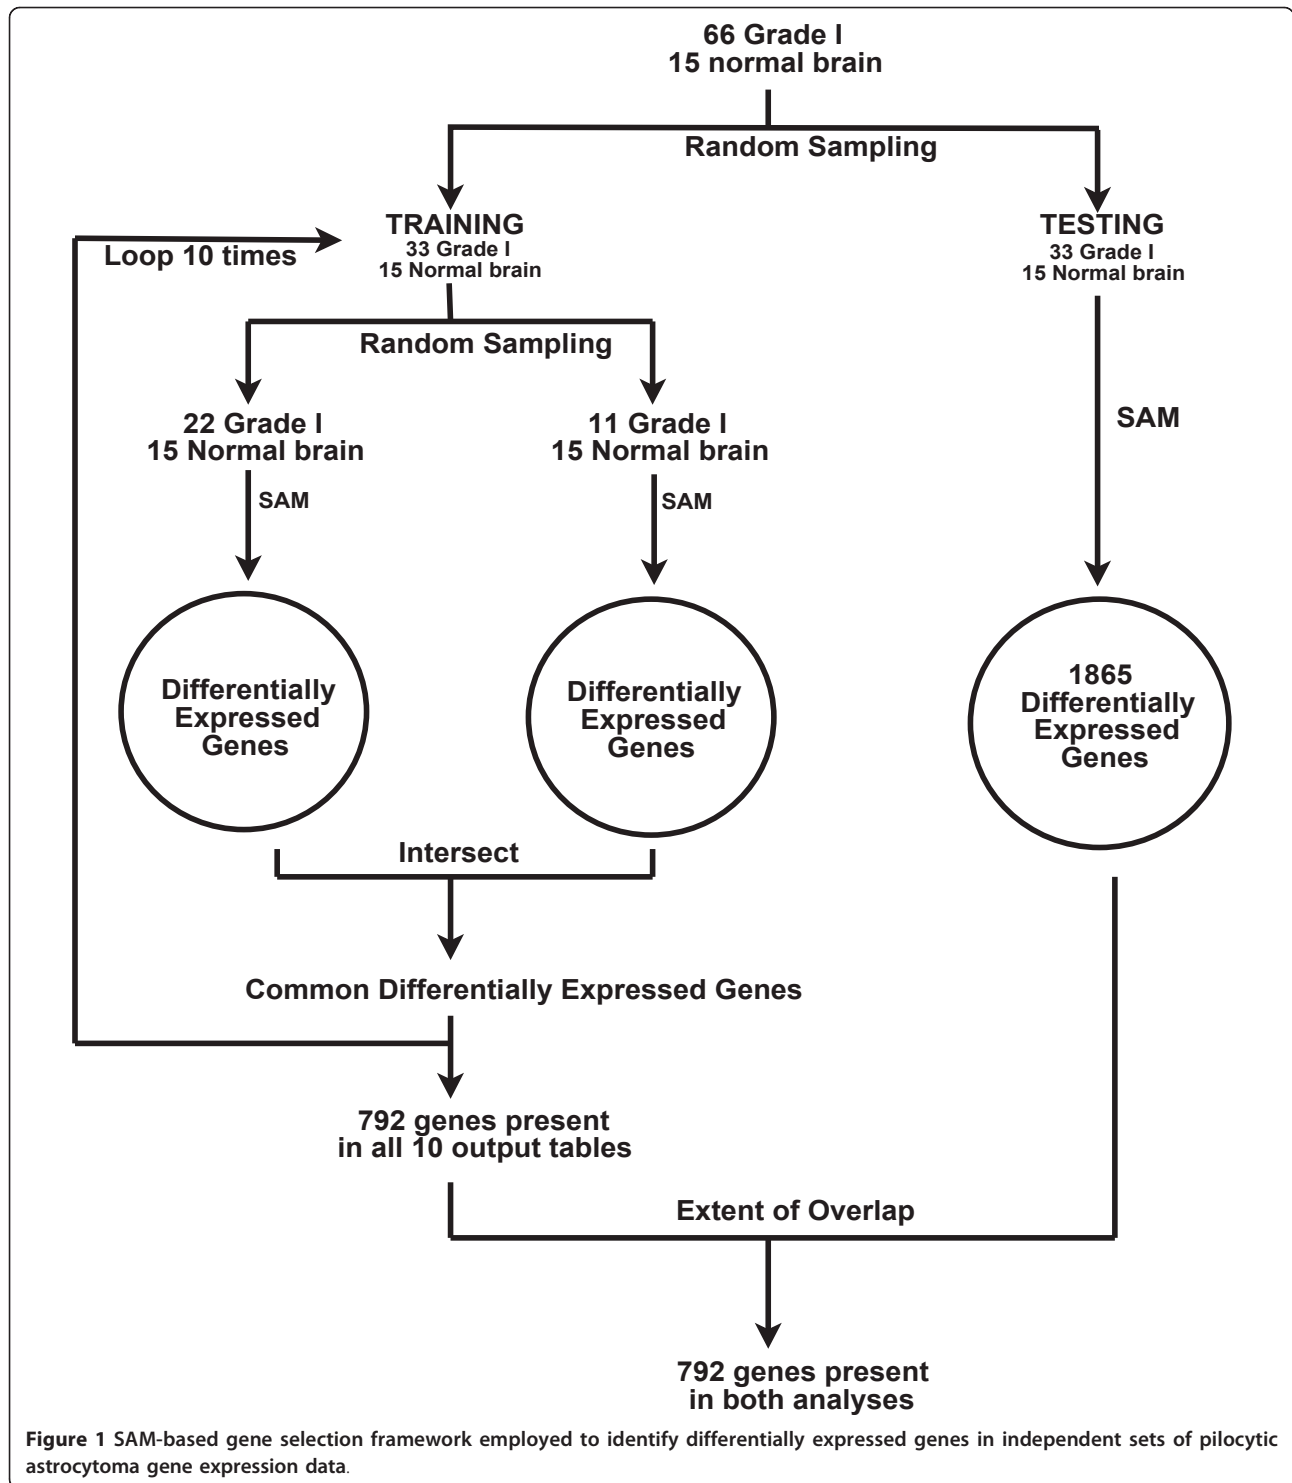 66 Grade I
15 normal brain
Random Sampling
TRAINING
33 Grade I
15 Normal brain
TESTING
33 Grade I
15 Normal brain
Loop 10 times
Random Sampling
22 Grade I
15 Normal brain
11 Grade I
15 Normal brain
SAM
SAM
SAM
Differentially
Expressed
Genes
Differentially
Expressed
Genes
1865
Differentially
Expressed
Genes
Intersect
Common Differentially Expressed Genes
792 genes present
in all 10 output tables
Extent of Overlap
792 genes present
in both analyses
Figure 1 SAM-based gene selection framework employed to identify differentially expressed genes in independent sets of pilocytic
astrocytoma gene expression data.